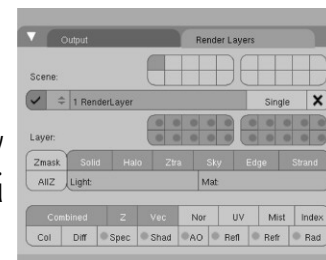 Output Render Layers
Scene:
1 RenderLayer Single X
Layer:
Zmask Solid Halo Ztra Sky Edge Strand
AllZ Light: Mat:
Combined Z Vec Nor UV Mist Index
Col Diff Spec Shad AO Refl Refr Rad